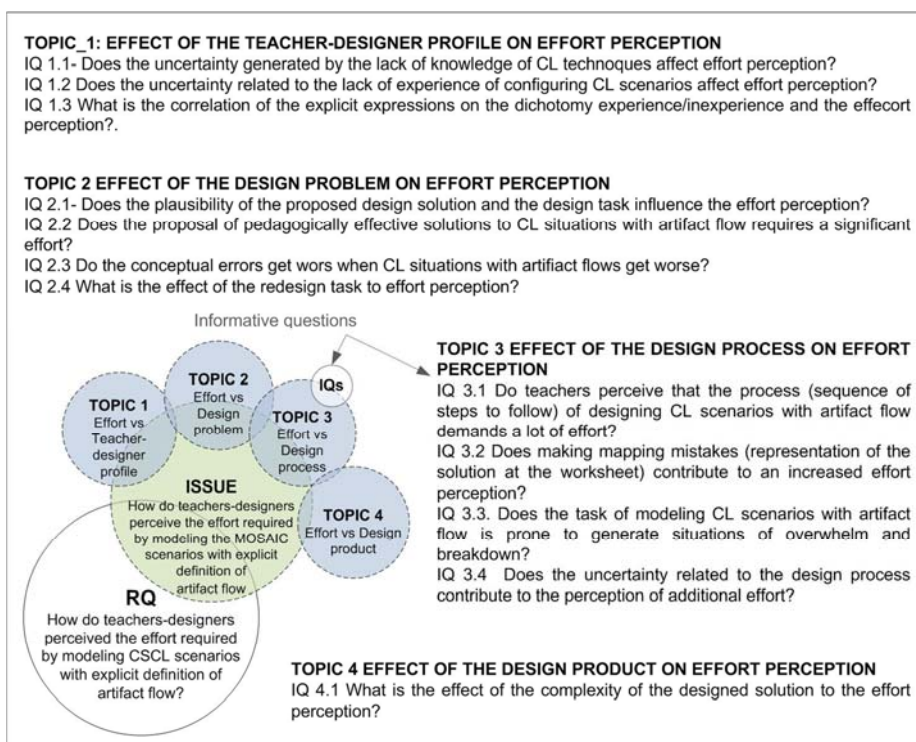 TOPIC_1: EFFECT OF THE TEACHER-DESIGNER PROFILE ON EFFORT PERCEPTION
IQ 1.1- Does the uncertainty generated by the lack of knowledge of CL technoques affect effort perception?
IQ 1.2 Does the uncertainty related to the lack of experience of configuring CL scenarios affect effort perception?
IQ 1.3 What is the correlation of the explicit expressions on the dichotomy experience/inexperience and the effecort
perception?.
TOPIC 2 EFFECT OF THE DESIGN PROBLEM ON EFFORT PERCEPTION
IQ 2.1- Does the plausibility of the proposed design solution and the design task influence the effort perception?
IQ 2.2 Does the proposal of pedagogically effective solutions to CL situations with artifact flow requires a significant
effort?
IQ 2.3 Do the conceptual errors get wors when CL situations with artifiact flows get worse?
IQ 2.4 What is the effect of the redesign task to effort perception?
Informative questions
IQs
TOPIC 1
Effort vs
Teacher-
designer
profile
TOPIC 2
Effort vs
Design
problem
TOPIC 3
Effort vs
Design
process
TOPIC 4
Effort vs Design
product
ISSUE
How do teachers-designers
perceive the effort required
by modeling the MOSAIC
scenarios with explicit
definition of
artifact flow
RQ
How do teachers-designers
perceived the effort required
by modeling CSCL scenarios
with explicit definition of
artifact flow?
TOPIC 3 EFFECT OF THE DESIGN PROCESS ON EFFORT
PERCEPTION
IQ 3.1 Do teachers perceive that the process (sequence of
steps to follow) of designing CL scenarios with artifact flow
demands a lot of effort?
IQ 3.2 Does making mapping mistakes (representation of the
solution at the worksheet) contribute to an increased effort
perception?
IQ 3.3. Does the task of modeling CL scenarios with artifact
flow is prone to generate situations of overwhelm and
breakdown?
IQ 3.4 Does the uncertainty related to the design process
contribute to the perception of additional effort?
TOPIC 4 EFFECT OF THE DESIGN PRODUCT ON EFFORT PERCEPTION
IQ 4.1 What is the effect of the complexity of the designed solution to the effort
perception?